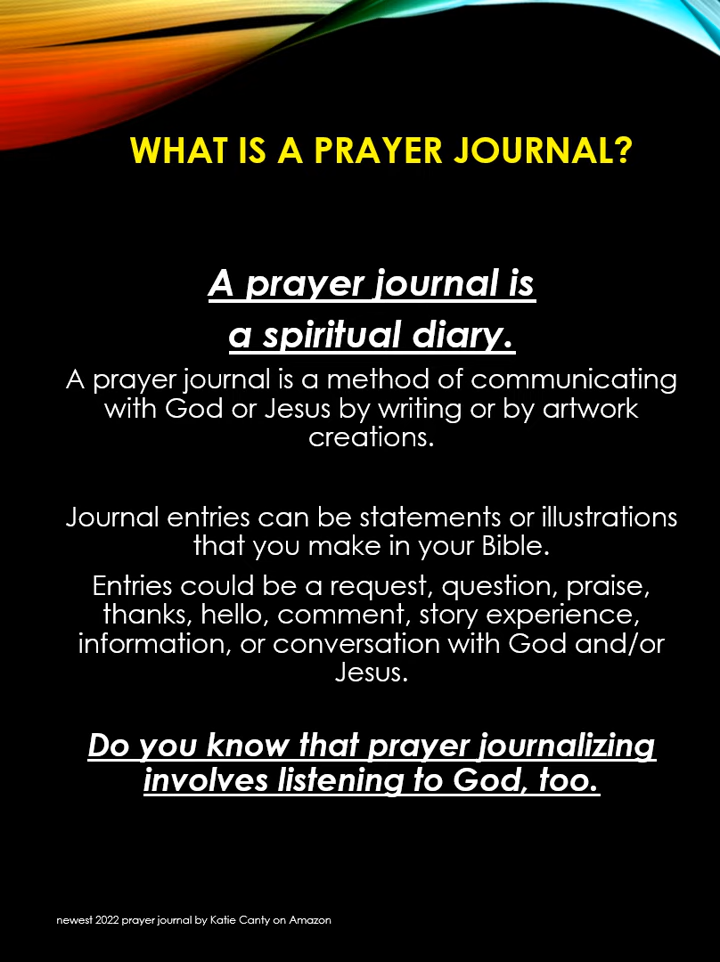 WHAT IS A PRAYER JOURNAL?
A prayer journal is
a spiritual diary.
A prayer journal is a method of communicating
with God or Jesus by writing or by artwork
creations.
Journal entries can be statements or illustrations
that you make in your Bible.
Entries could be a request, question, praise,
thanks, hello, comment, story experience,
information, or conversation with God and/or
Jesus.
Do you know that prayer journalizing
involves listening to God, too.
newest 2022 prayer journal by Katie Canty on Amazon